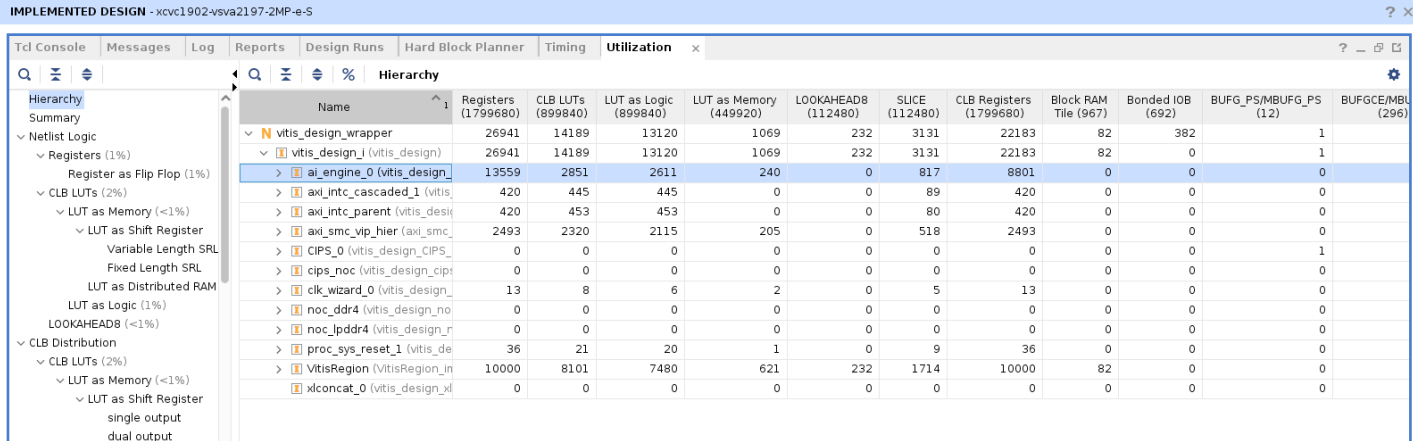 IMPLEMENTED DESIGN - xcvc1902-vsva2197-2MP-e-S ? ×
Tcl Console Messages Log Reports Design Runs Hard Block Planner Timing Utilization × ? _
% Hierarchy
Hierarchy
Summary
Netlist Logic
Registers (1%)
Register as Flip Flop (1%)
CLB LUTs (2%)
LUT as Memory (<1%)
LUT as Shift Register
Variable Length SRL
Fixed Length SRL
LUT as Distributed RAM
LUT as Logic (1%)
LOOKAHEAD8 (<1%)
CLB Distribution
CLB LUTs (2%)
LUT as Memory (<1%)
LUT as Shift Register
single output
dual output
Name 1 Registers (1799680) CLB LUTs (899840) LUT as Logic (899840) LUT as Memory (449920) LOOKAHEAD8 (112480) SLICE (112480) CLB Registers (1799680) Block RAM Tile (967) Bonded IOB (692) BUFG_PS/MBUFG_PS (12) BUFGCE/MBU (296)
N vitis_design_wrapper 26941 14189 13120 1069 232 3131 22183 82 382 1
I vitis_design_i (vitis_design) 26941 14189 13120 1069 232 3131 22183 82 0 1
I ai_engine_0 (vitis_design_ 13559 2851 2611 240 0 817 8801 0 0 0
I axi_intc_cascaded_1 (vitis_ 420 445 445 0 0 89 420 0 0 0
I axi_intc_parent (vitis_desi 420 453 453 0 0 80 420 0 0 0
I axi_smc_vip_hier (axi_smc_ 2493 2320 2115 205 0 518 2493 0 0 0
I CIPS_0 (vitis_design_CIPS_ 0 0 0 0 0 0 0 0 0 1
I cips_noc (vitis_design_cips 0 0 0 0 0 0 0 0 0 0
I clk_wizard_0 (vitis_design_ 13 8 6 2 0 5 13 0 0 0
I noc_ddr4 (vitis_design_no 0 0 0 0 0 0 0 0 0 0
I noc_lpddr4 (vitis_design_n 0 0 0 0 0 0 0 0 0 0
I proc_sys_reset_1 (vitis_de 36 21 20 1 0 9 36 0 0 0
I VitisRegion (VitisRegion_in 10000 8101 7480 621 232 1714 10000 82 0 0
I xlconcat_0 (vitis_design_xl 0 0 0 0 0 0 0 0 0 0